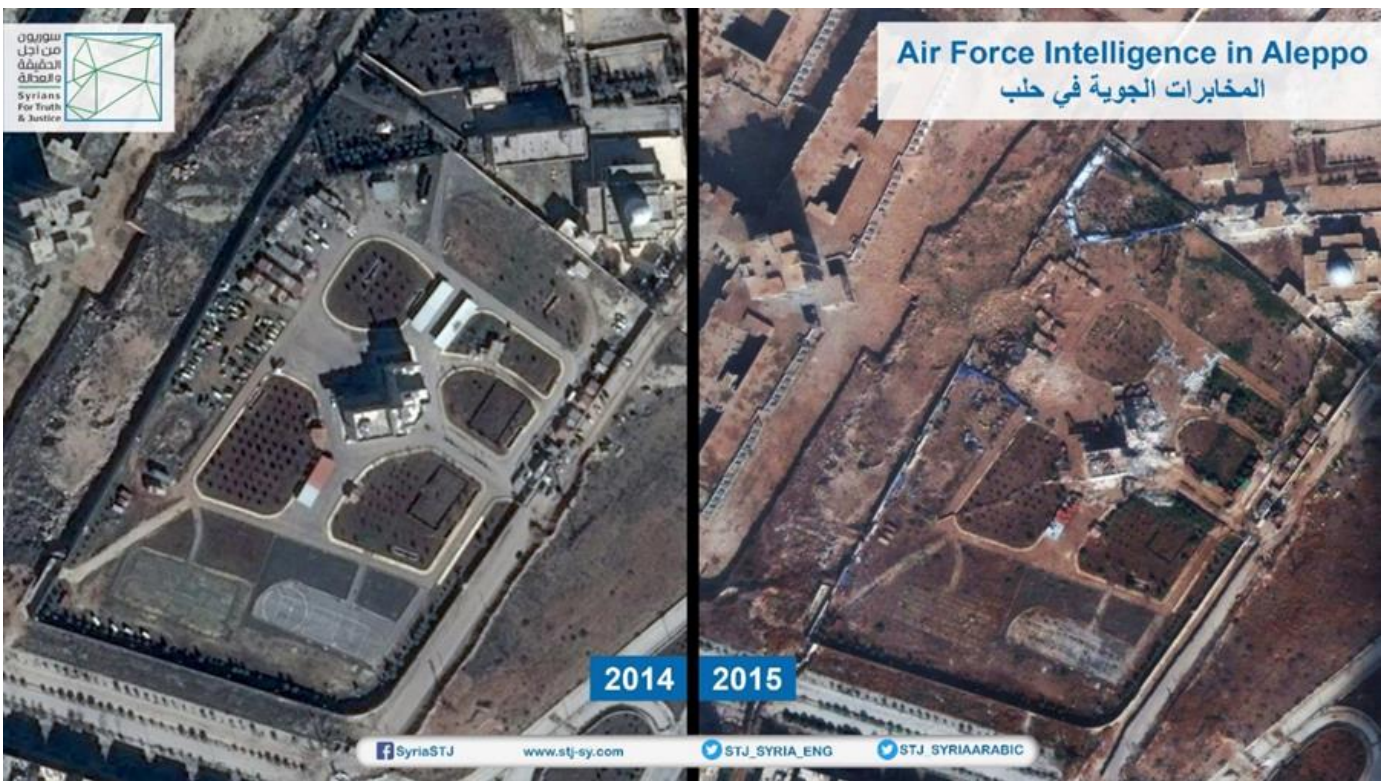 سوريون
من أجل
الحقيقة
والعدالة
Syrians
For Truth
& Justice
Air Force Intelligence in Aleppo
المخابرات الجوية في حلب
2014
2015
SyriaSTJ
www.stj-sy.com
STJ_SYRIA_ENG
STJ_SYRIAARABIC